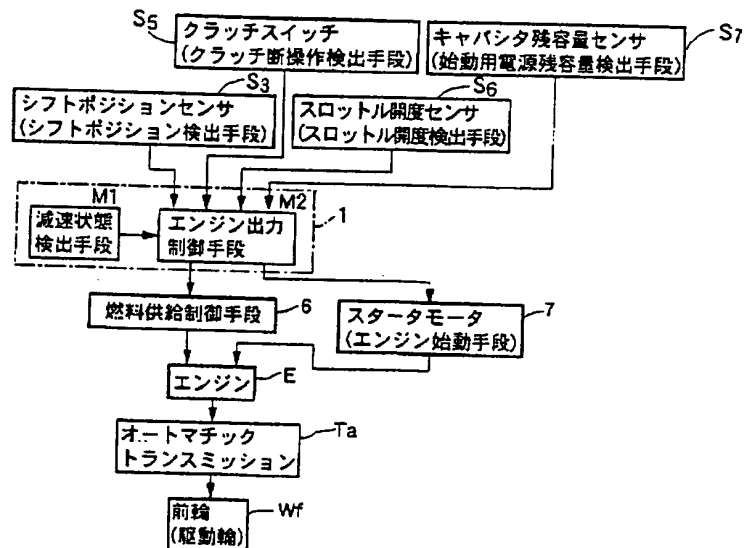 S5
クラッチスイッチ
(クラッチ断操作検出手段)
キャパシタ残容量センサ
(始動用電源残容量検出手段)
S7
S3
シフトポジションセンサ
(シフトポジション検出手段)
S6
スロットル開度センサ
(スロットル開度検出手段)
M1
減速状態
検出手段
M2
エンジン出力
制御手段
1
燃料供給制御手段
6
スタータモータ
(エンジン始動手段)
7
エンジン
E
オートマチック
トランスミッション
Ta
前輪
(駆動輪)
Wf